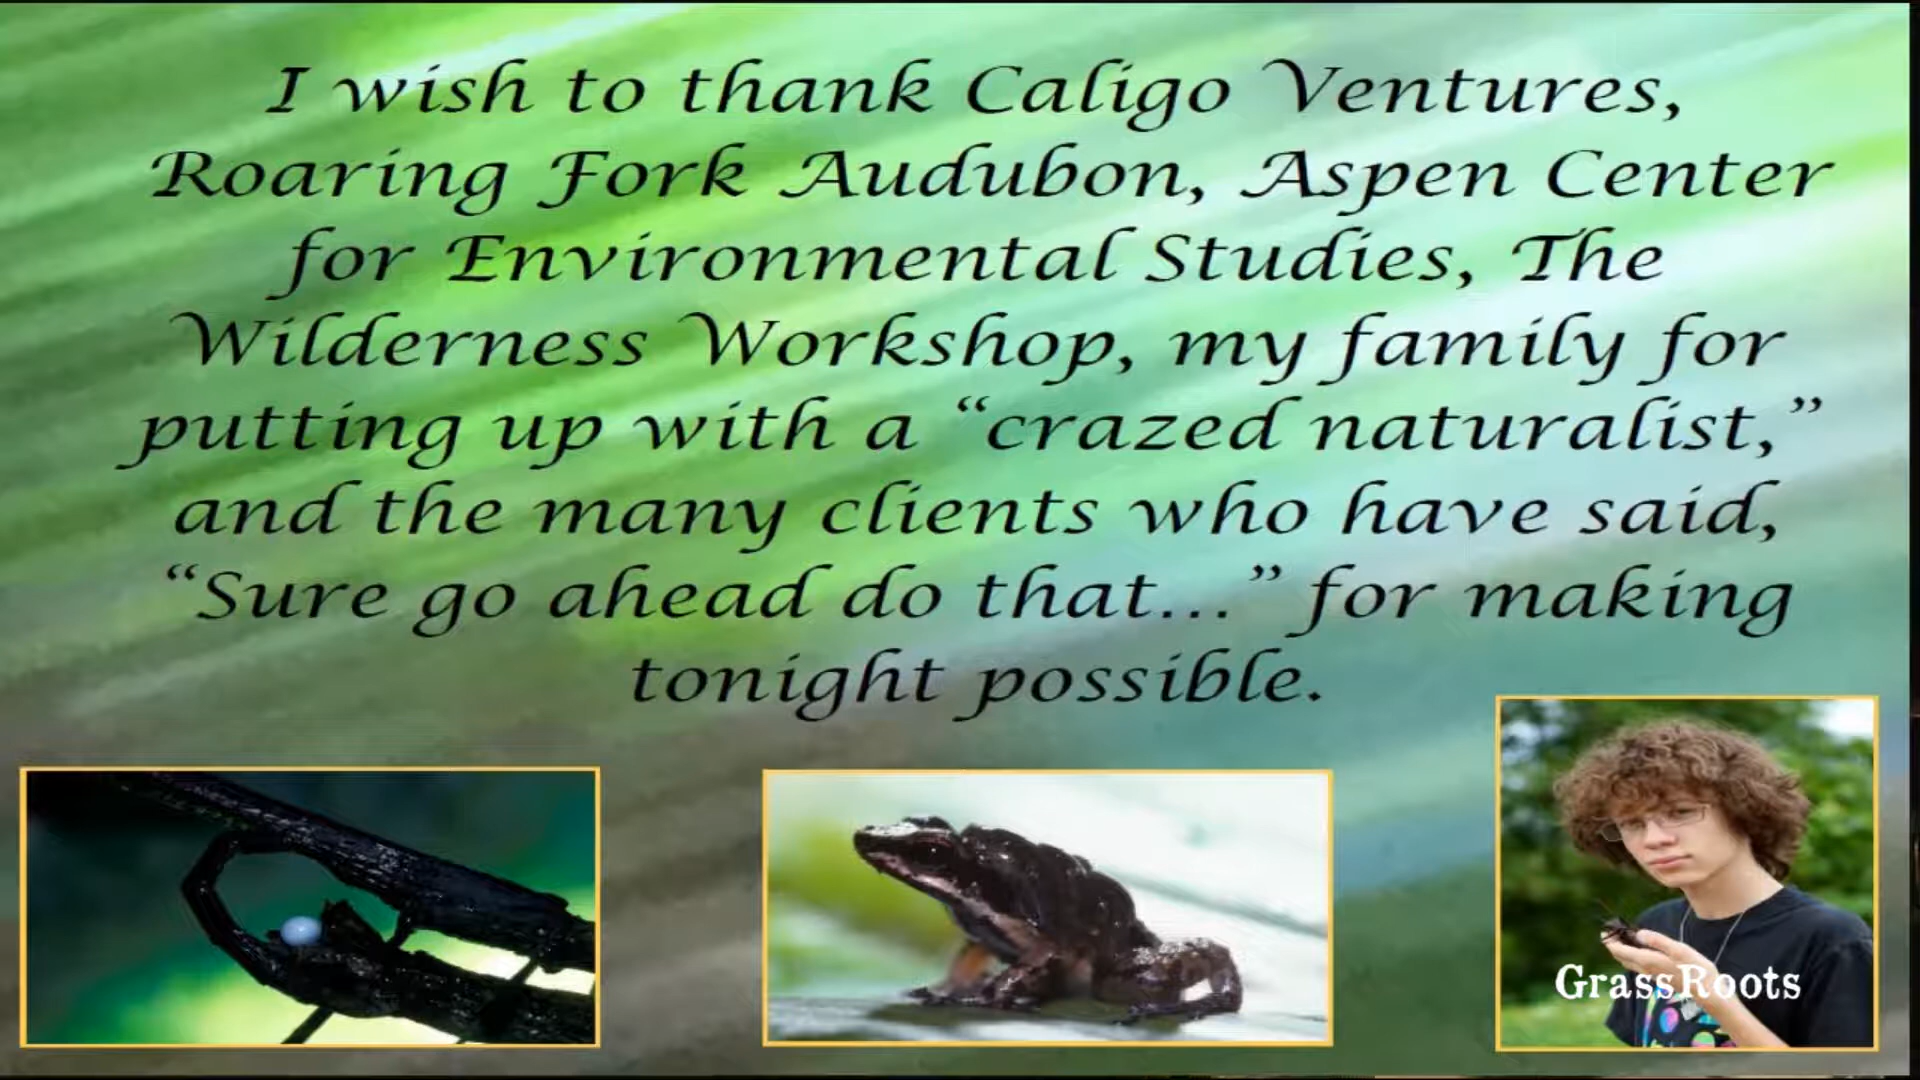 I wish to thank Caligo Ventures,
Roaring Fork Audubon, Aspen Center
for Environmental Studies, The
Wilderness Workshop, my family for
putting up with a “crazed naturalist,”
and the many clients who have said,
“Sure go ahead do that...” for making
tonight possible.
GrassRoots